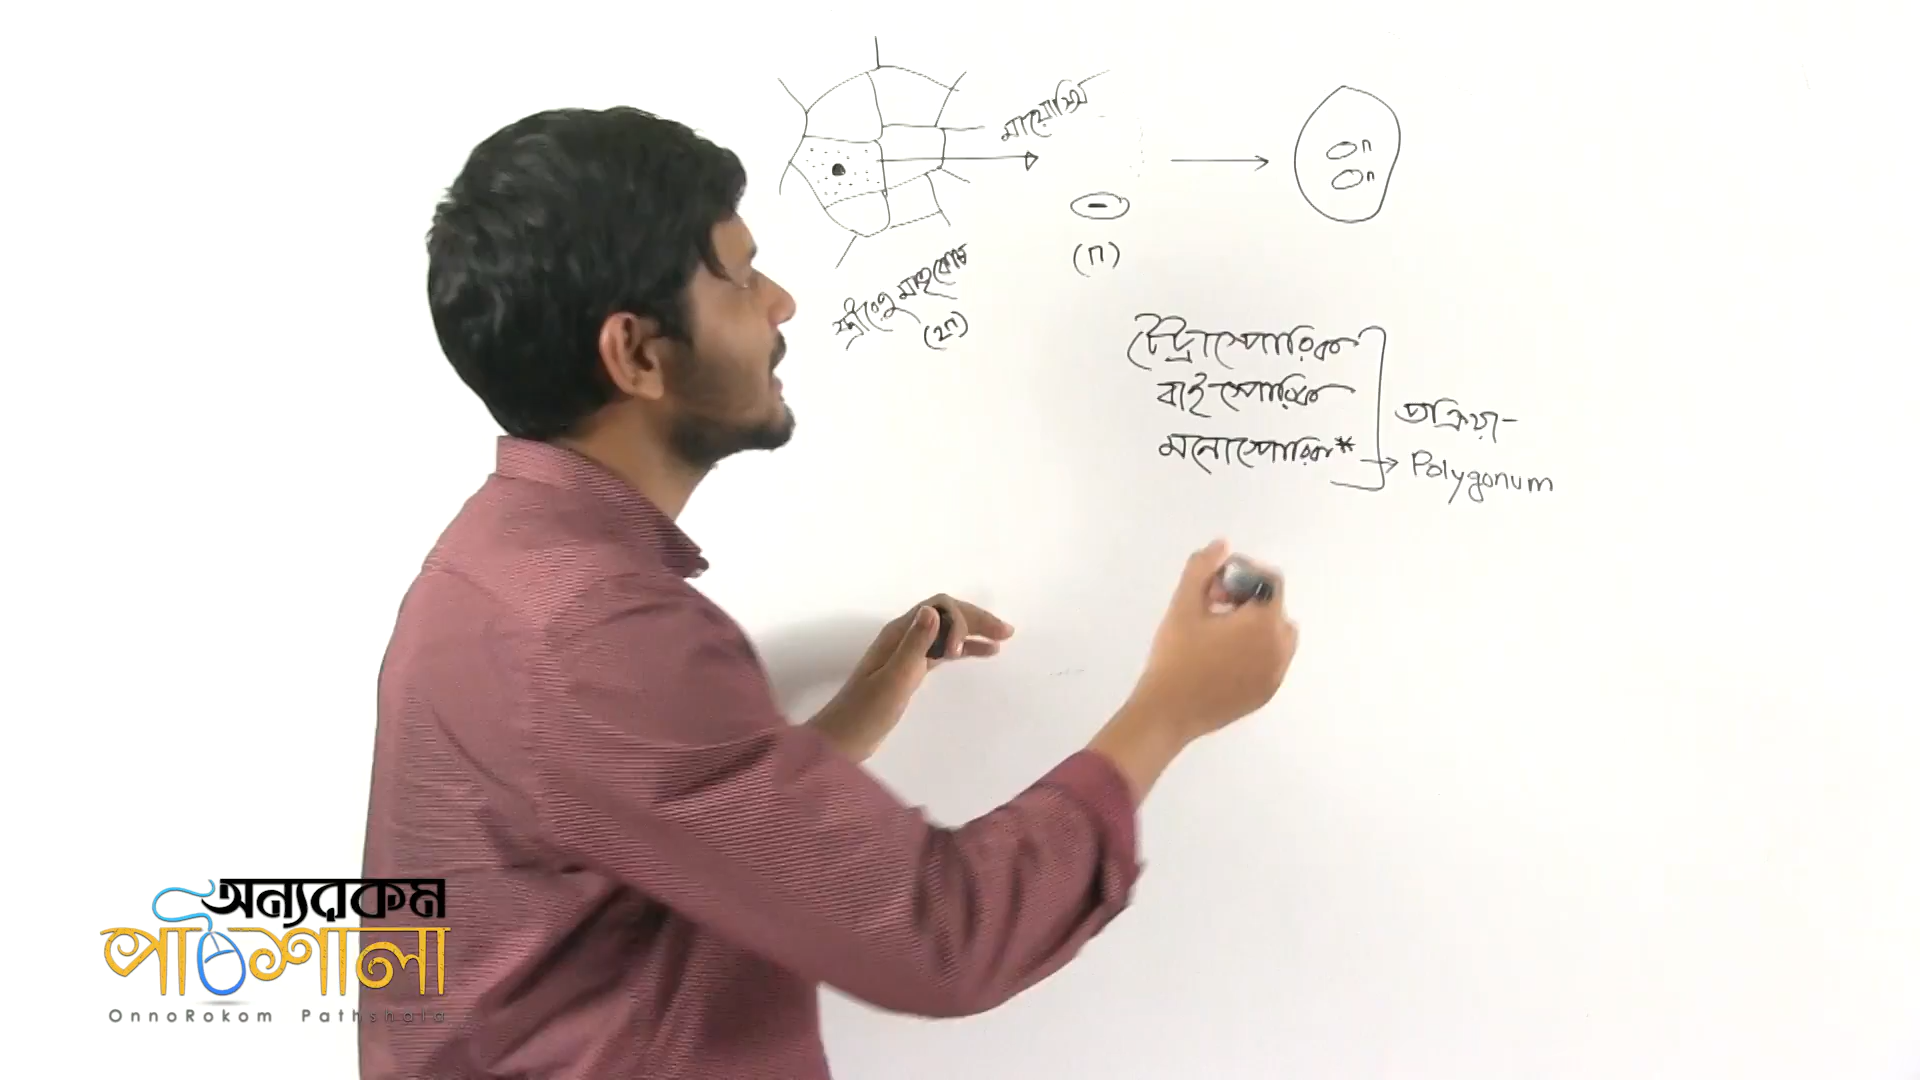 মায়োসিস
n
n
(n)
স্ত্রীরেণু মাতৃকোষ
(2n)
টেট্রাস্পোরিক
বাইস্পোরিক
মনোস্পোরিক*
প্রক্রিয়া-
Polygonum
অন্যরকম
পাঠশালা
OnnoRokom Pathshala